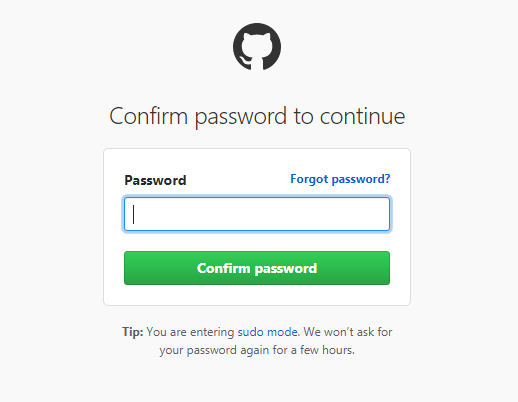 Confirm password to continue
Password
Forgot password?
Confirm password
Tip: You are entering sudo mode. We won’t ask for
your password again for a few hours.